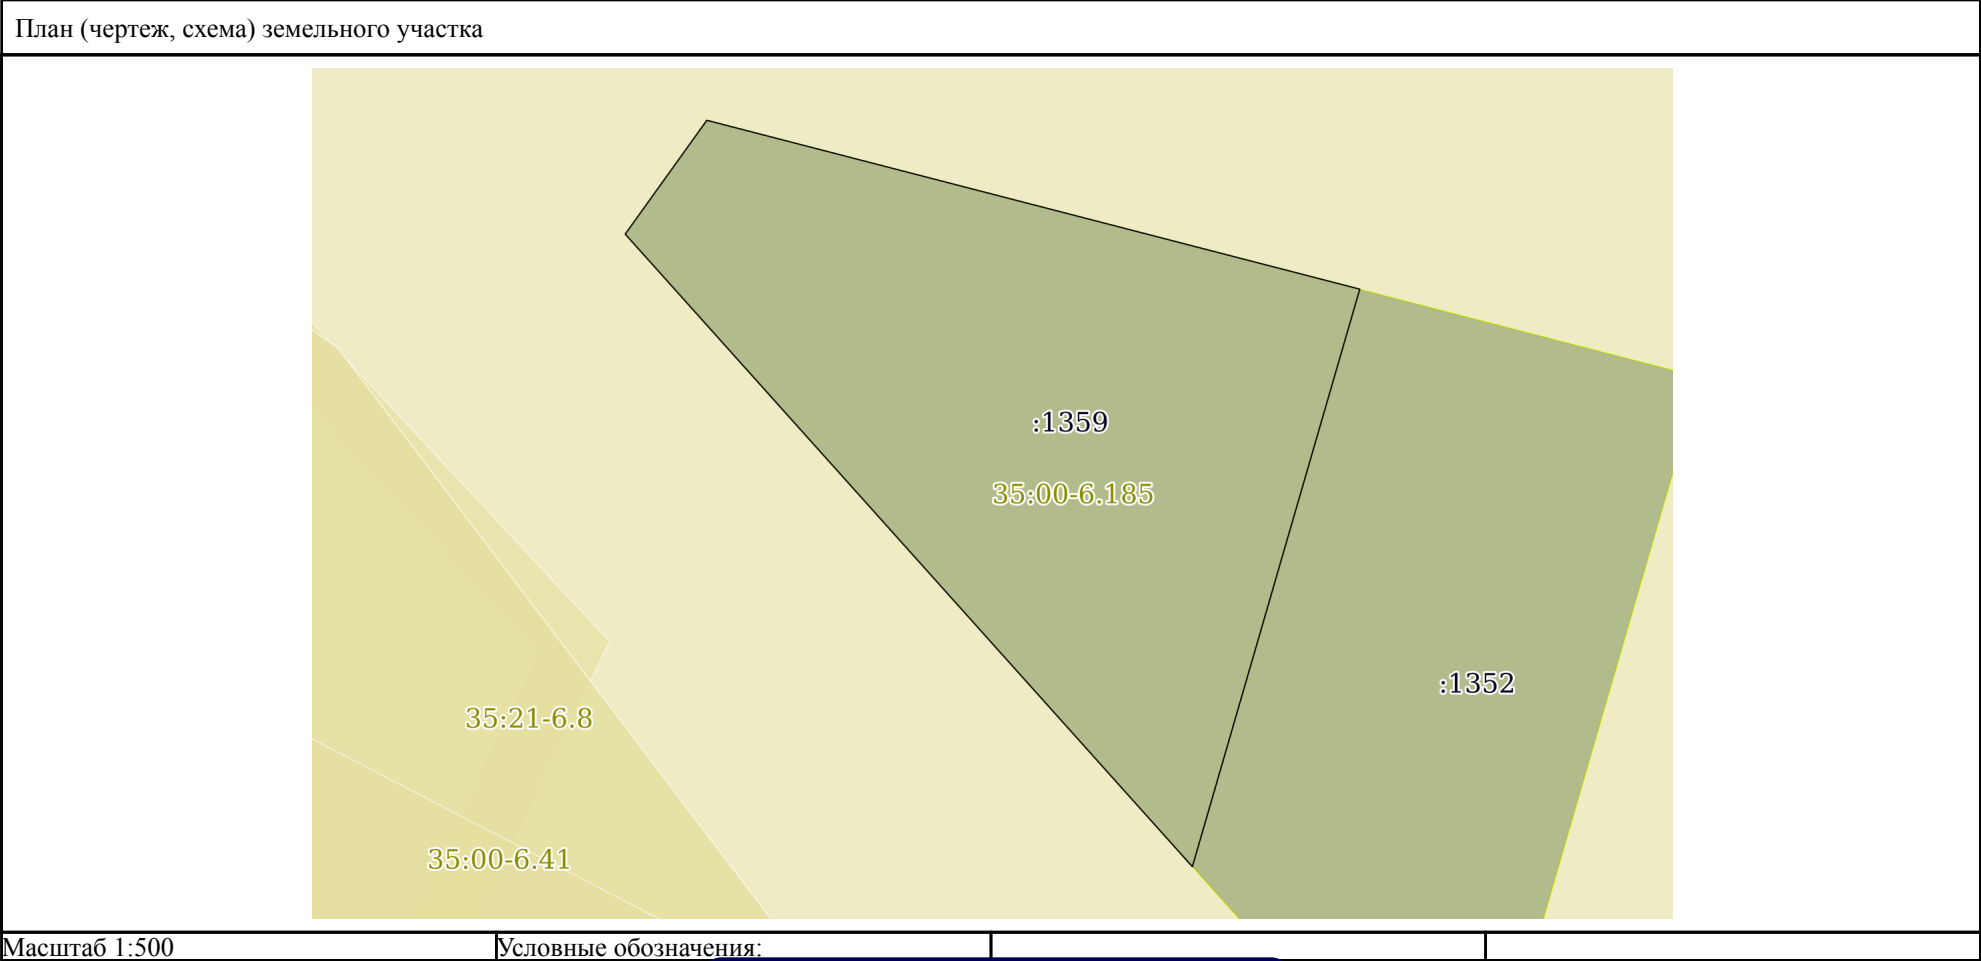 План (чертеж, схема) земельного участка
:1359
35:00-6.185
:1352
35:21-6.8
35:00-6.41
Масштаб 1:500
Условные обозначения: